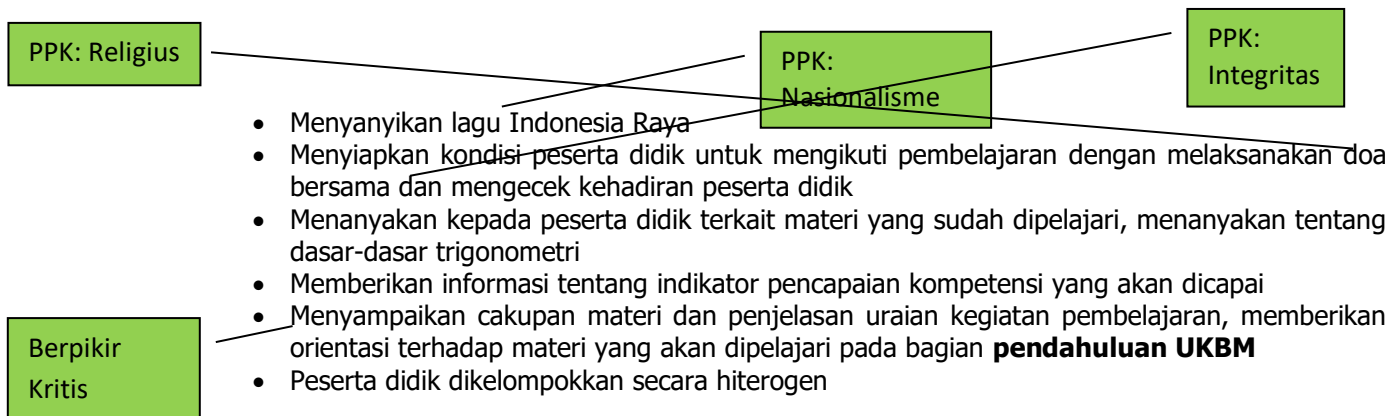 PPK: Religius
PPK:
Nasionalisme
PPK:
Integritas
• Menyanyikan lagu Indonesia Raya
• Menyiapkan kondisi peserta didik untuk mengikuti pembelajaran dengan melaksanakan doa
bersama dan mengecek kehadiran peserta didik
• Menanyakan kepada peserta didik terkait materi yang sudah dipelajari, menanyakan tentang
dasar-dasar trigonometri
• Memberikan informasi tentang indikator pencapaian kompetensi yang akan dicapai
• Menyampaikan cakupan materi dan penjelasan uraian kegiatan pembelajaran, memberikan
orientasi terhadap materi yang akan dipelajari pada bagian pendahuluan UKBM
• Peserta didik dikelompokkan secara hiterogen
Berpikir
Kritis